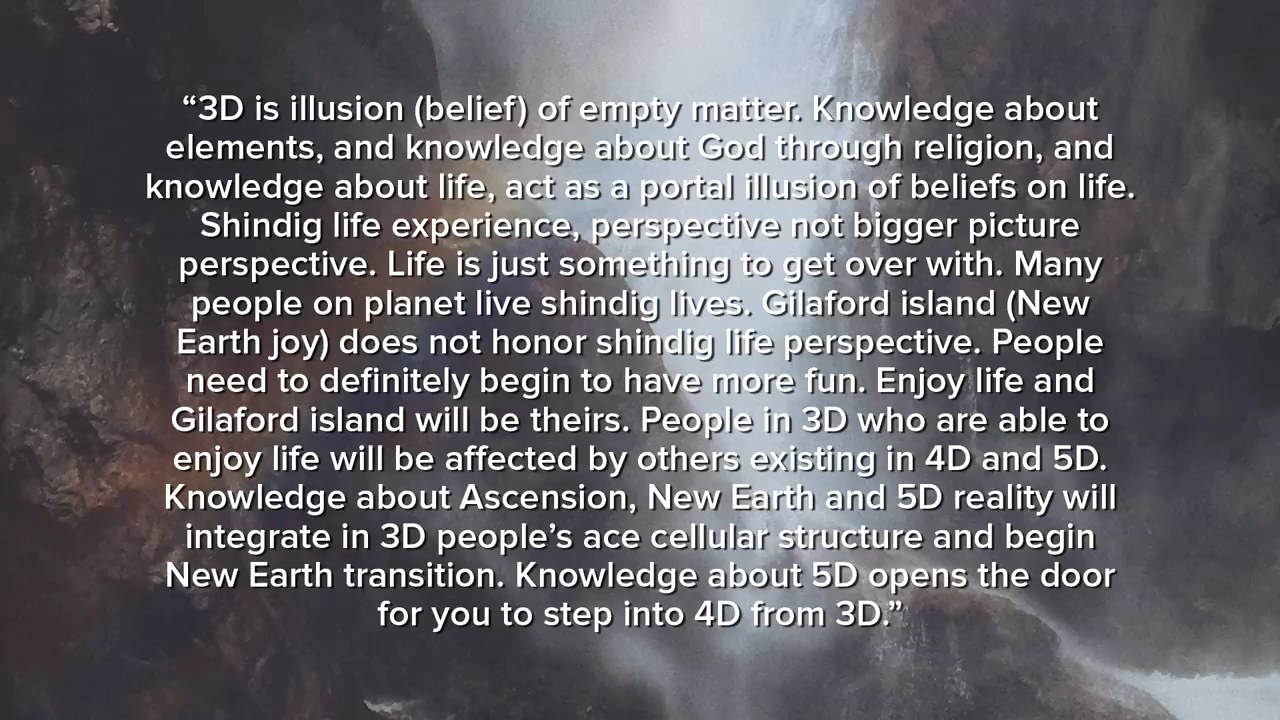 “3D is illusion (belief) of empty matter. Knowledge about
elements, and knowledge about God through religion, and
knowledge about life, act as a portal illusion of beliefs on life.
Shindig life experience, perspective not bigger picture
perspective. Life is just something to get over with. Many
people on planet live shindig lives. Gilaford island (New
Earth joy) does not honor shindig life perspective. People
need to definitely begin to have more fun. Enjoy life and
Gilaford island will be theirs. People in 3D who are able to
enjoy life will be affected by others existing in 4D and 5D.
Knowledge about Ascension, New Earth and 5D reality will
integrate in 3D people’s ace cellular structure and begin
New Earth transition. Knowledge about 5D opens the door
for you to step into 4D from 3D.”